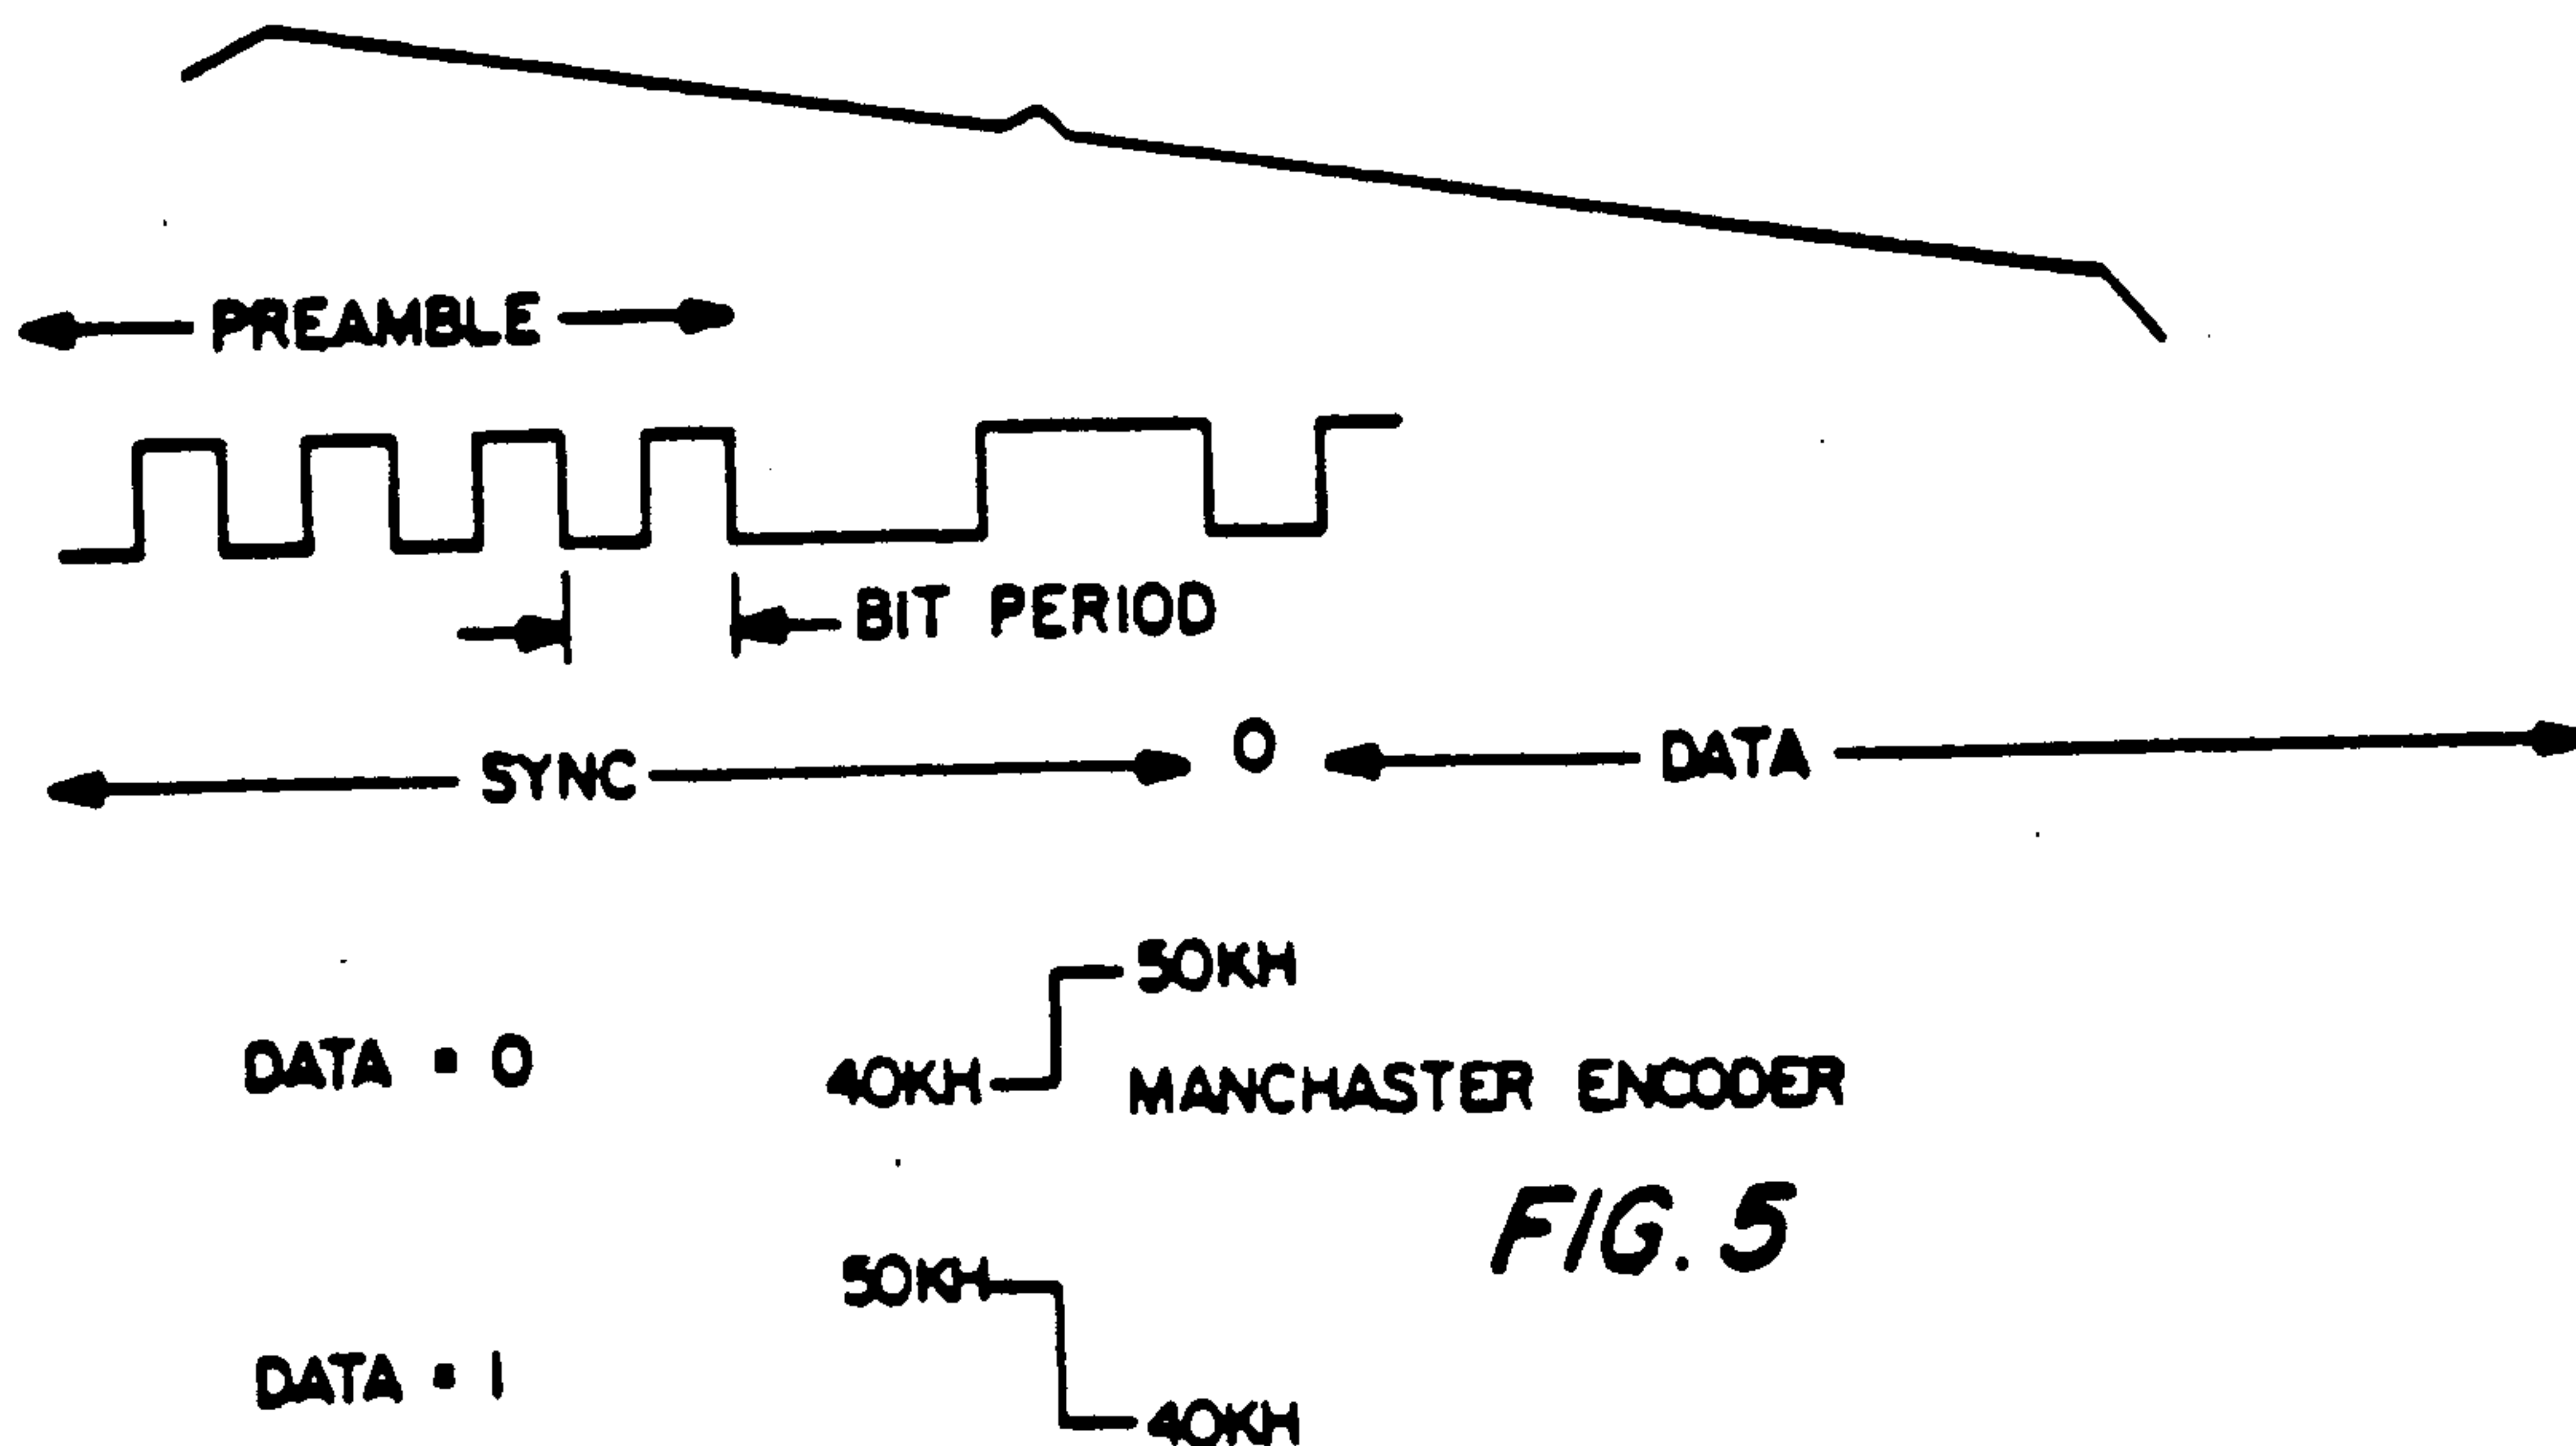 PREAMBLE
BIT PERIOD
SYNC 0 DATA
50KH
DATA = 0 40KH MANCHASTER ENCODER
FIG. 5
50KH
DATA = 1
40KH